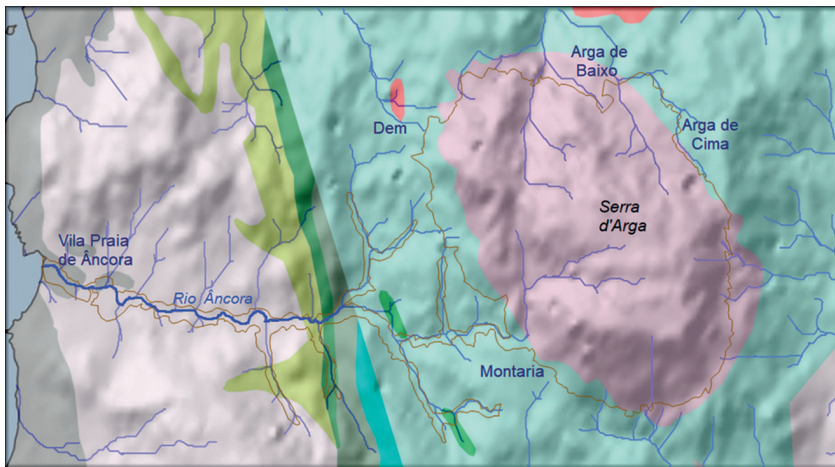 Arga de
Baixo
Dem
Arga de
Cima
Serra
d'Arga
Vila Praia
de Âncora
Rio Âncora
Montaria